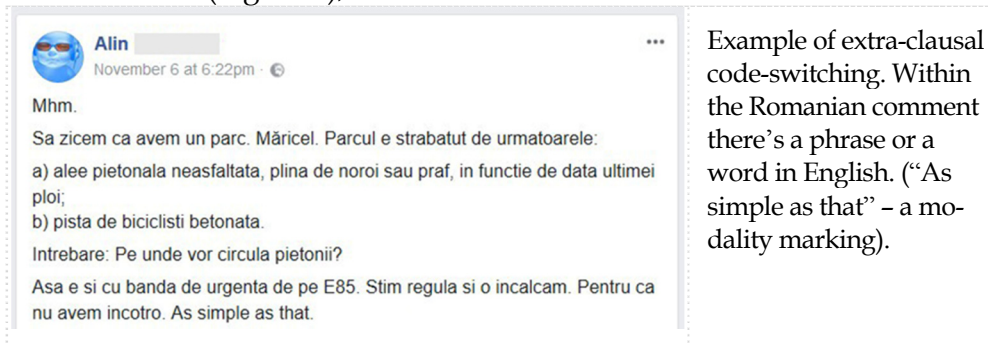 Alin
November 6 at 6:22pm ·
Mhm.
Sa zicem ca avem un parc. Măricel. Parcul e strabatut de urmatoarele:
a) alee pietonala neasfaltata, plina de noroi sau praf, in functie de data ultimei
ploi;
b) pista de biciclisti betonata.
Intrebare: Pe unde vor circula pietonii?
Asa e si cu banda de urgenta de pe E85. Stim regula si o incalcam. Pentru ca
nu avem incotro. As simple as that.
Example of extra-clausal
code-switching. Within
the Romanian comment
there’s a phrase or a
word in English. (“As
simple as that” – a mo-
dality marking).